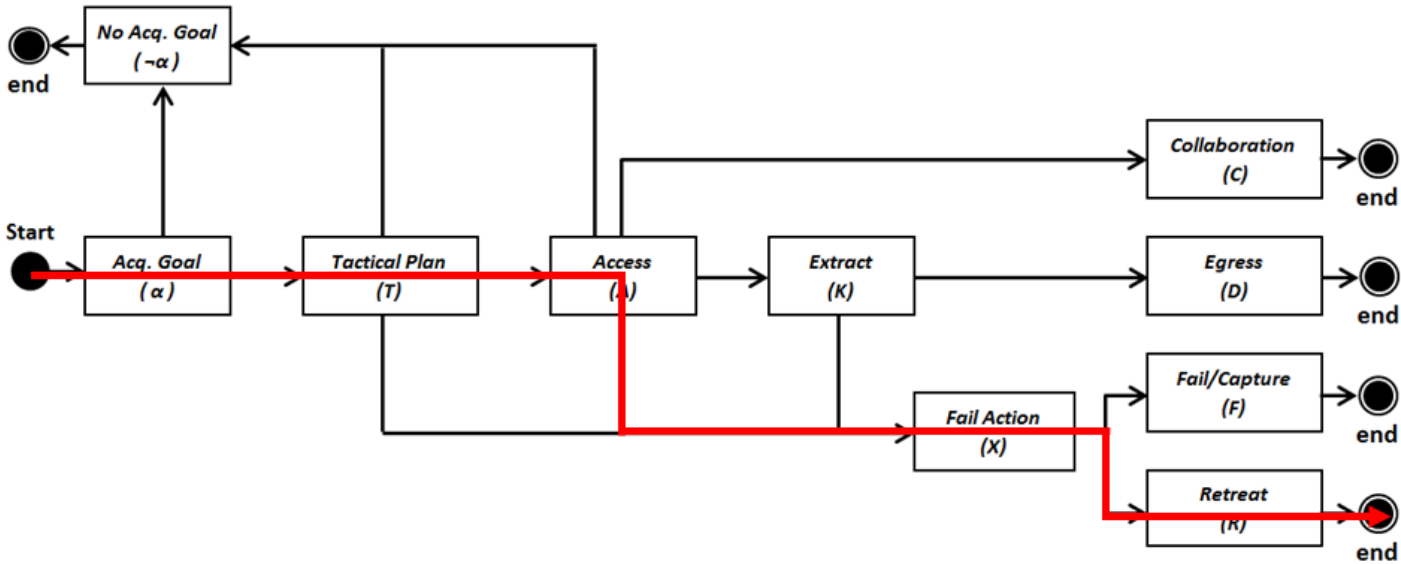 No Acq. Goal
(¬α)
end
Collaboration
(C)
end
Start
Acq. Goal
(α)
Tactical Plan
(T)
Access
(A)
Extract
(K)
Egress
(D)
end
Fail/Capture
(F)
end
Fail Action
(X)
Retreat
(R)
end